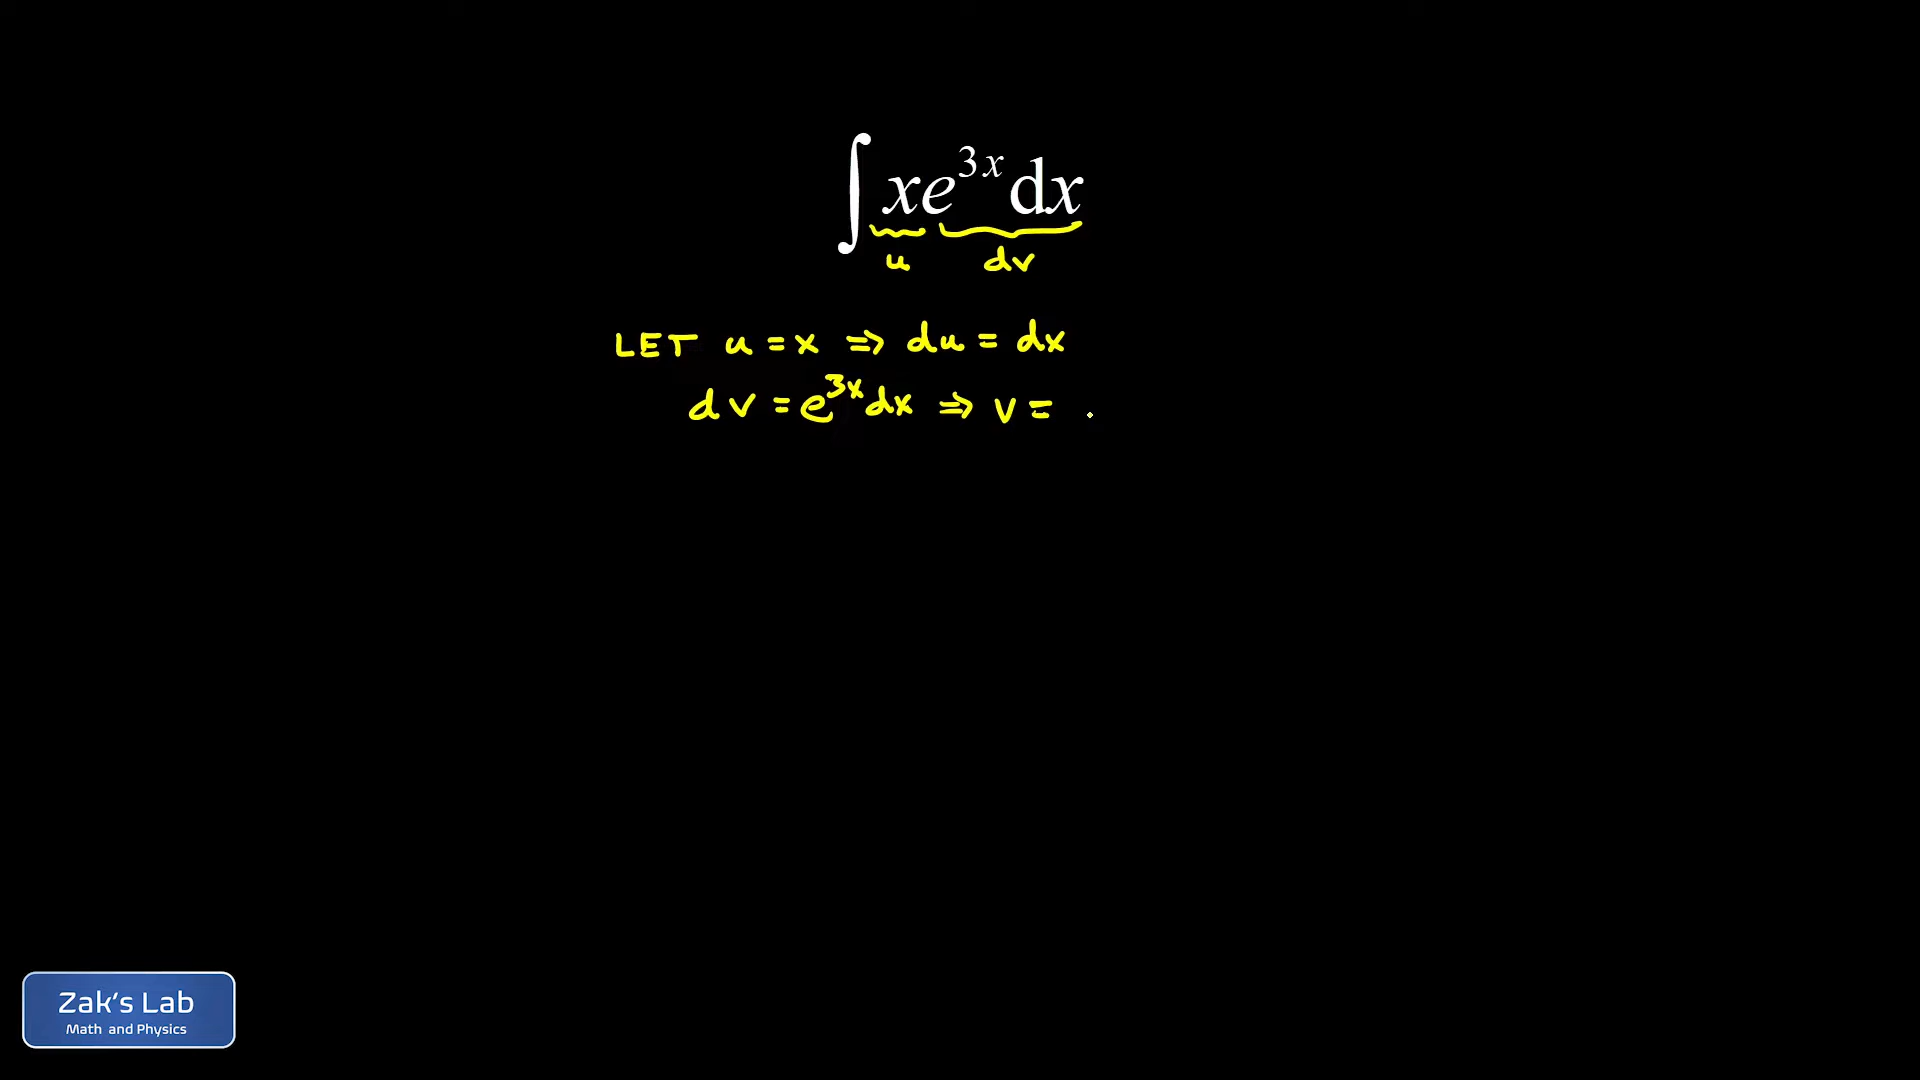 ∫xe^{3x}dx
u dv
LET u = x ⇒ du = dx
dv = e^{3x}dx ⇒ v =
Zak's Lab
Math and Physics